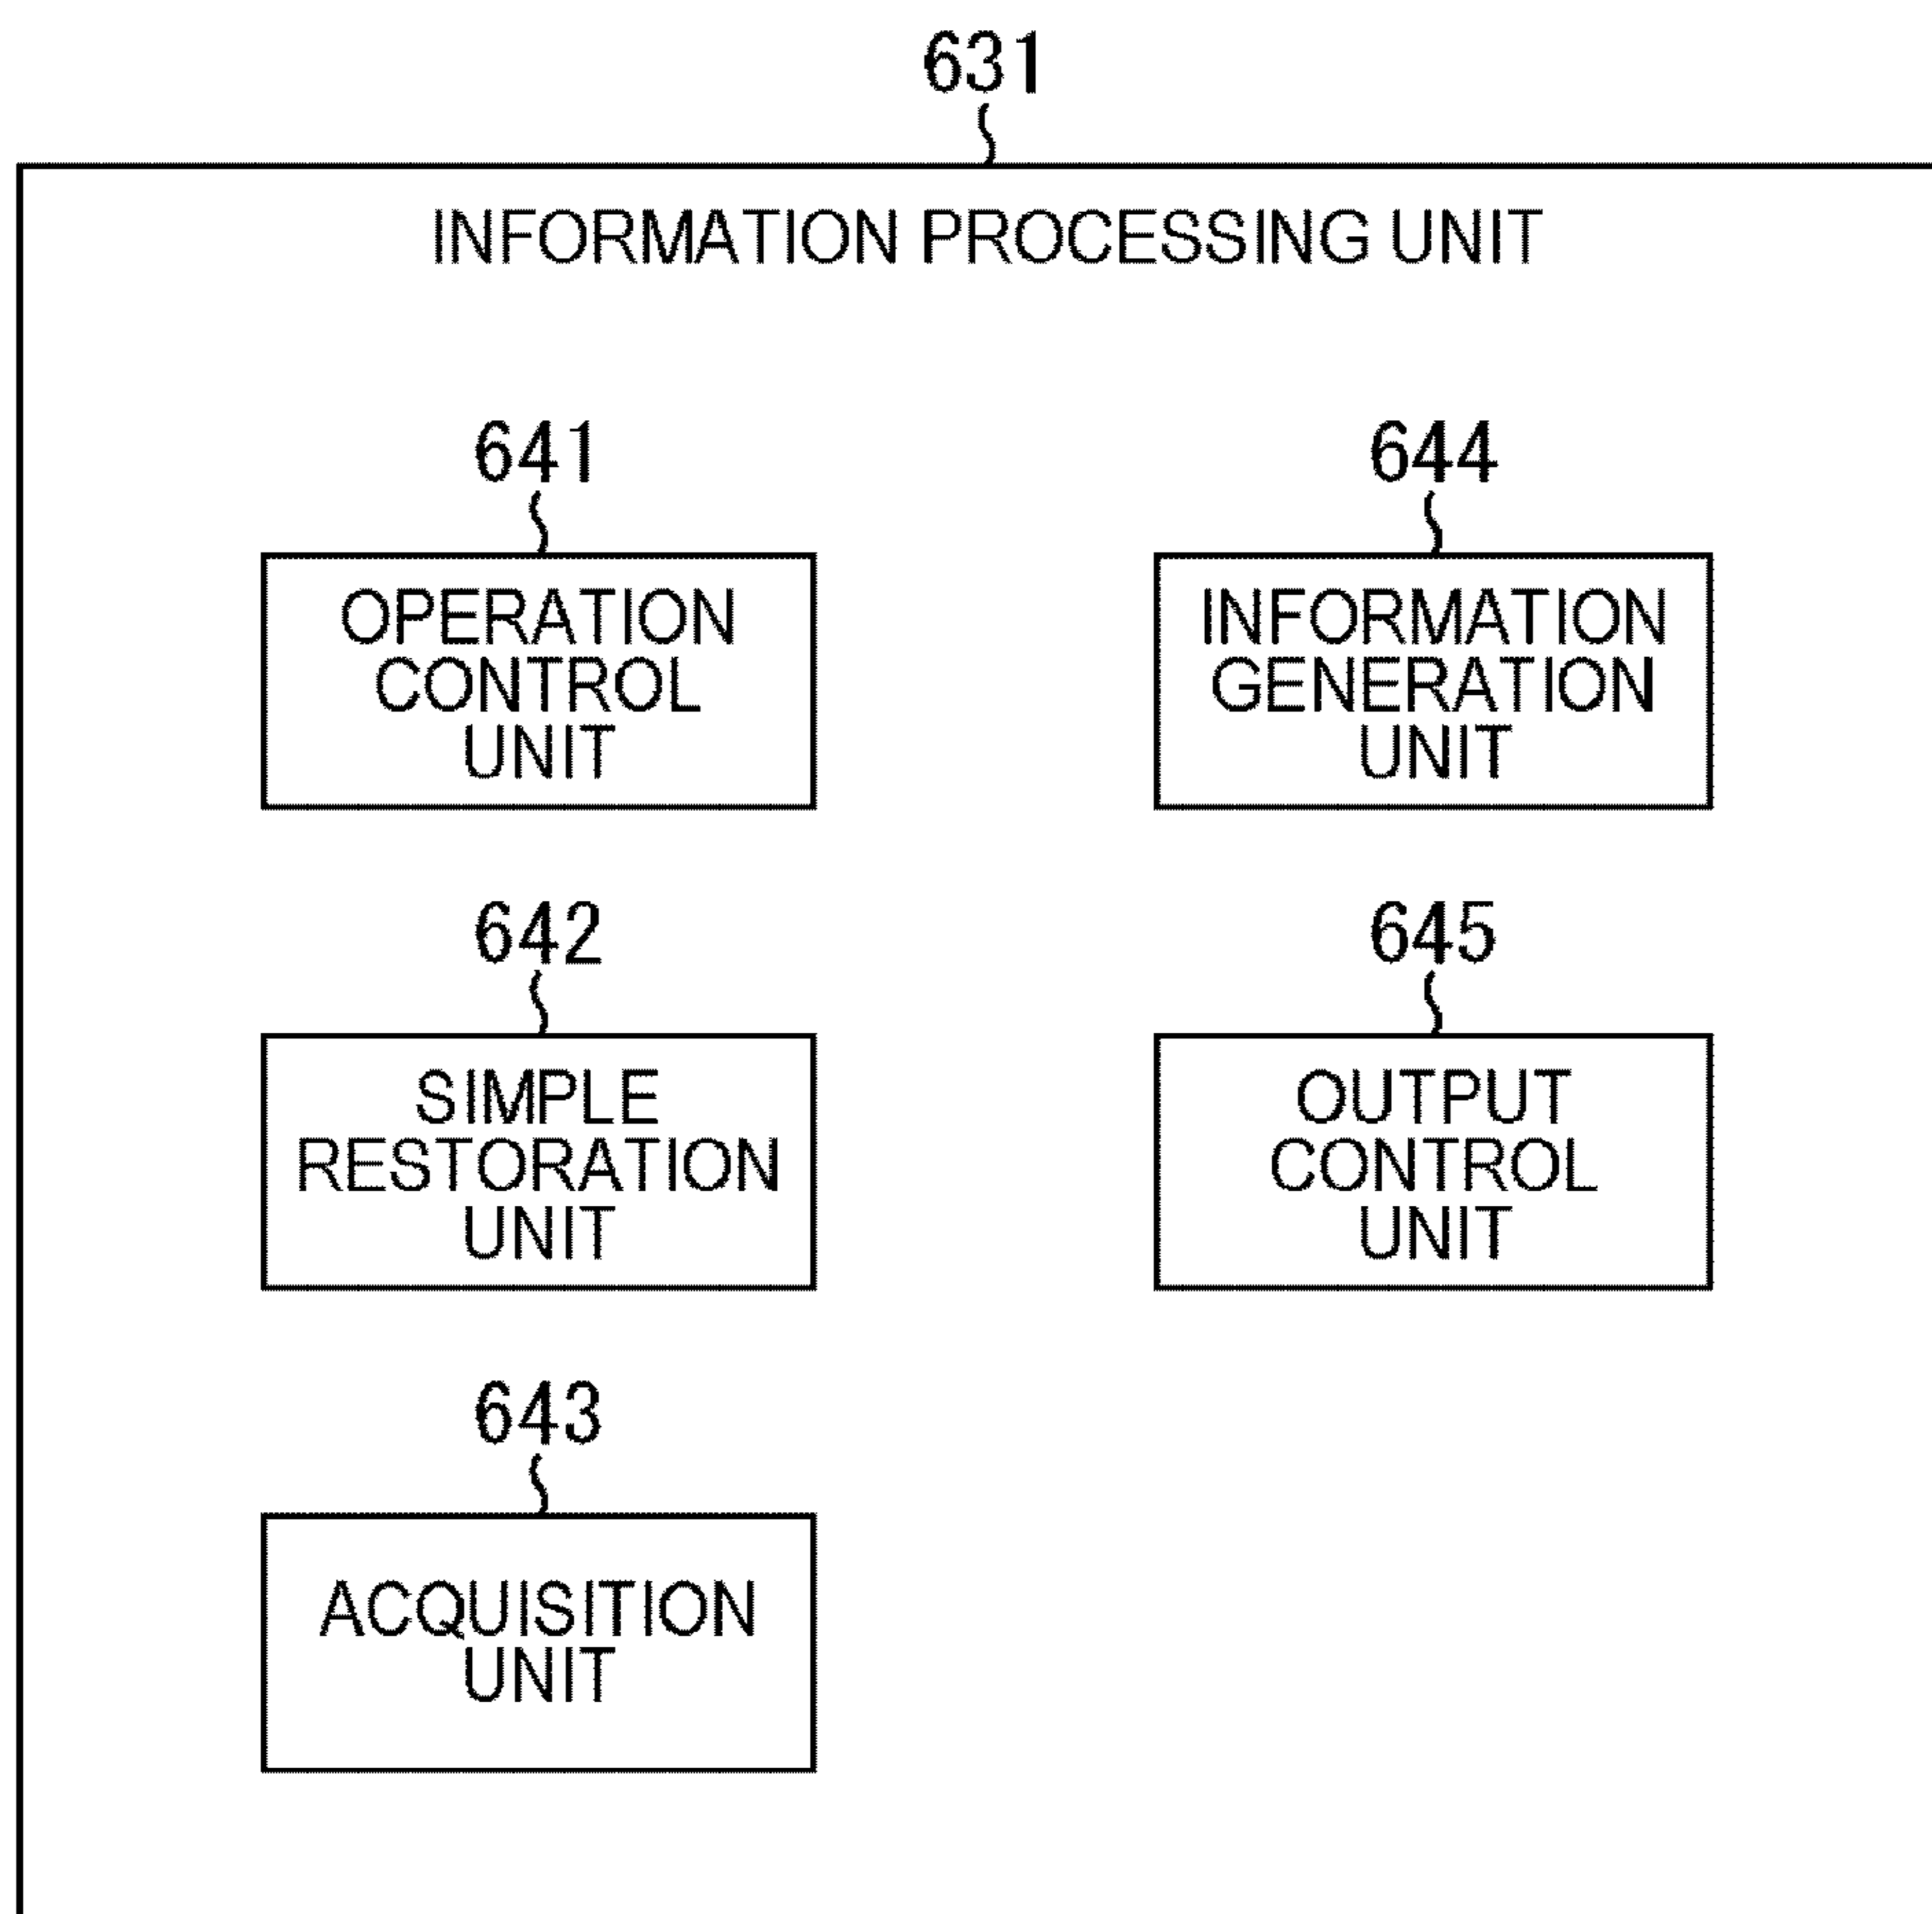 631
INFORMATION PROCESSING UNIT
641
OPERATION
CONTROL
UNIT
642
SIMPLE
RESTORATION
UNIT
643
ACQUISITION
UNIT
644
INFORMATION
GENERATION
UNIT
645
OUTPUT
CONTROL
UNIT